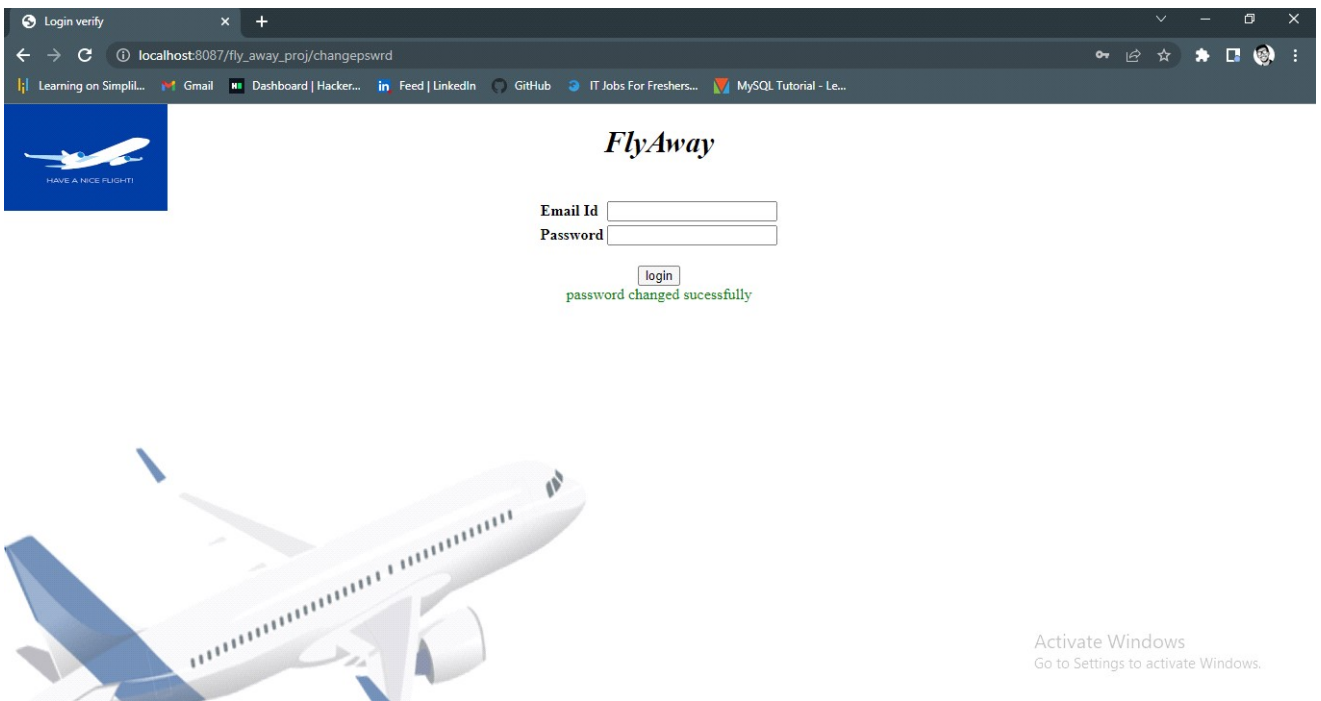 Login verify
localhost:8087/fly_away_proj/changepswrd
Learning on Simplil... Gmail Dashboard | Hacker... Feed | LinkedIn GitHub IT Jobs For Freshers... MySQL Tutorial - Le...
HAVE A NICE FLIGHT!
FlyAway
Email Id
Password
login
password changed sucessfully
Activate Windows
Go to Settings to activate Windows.